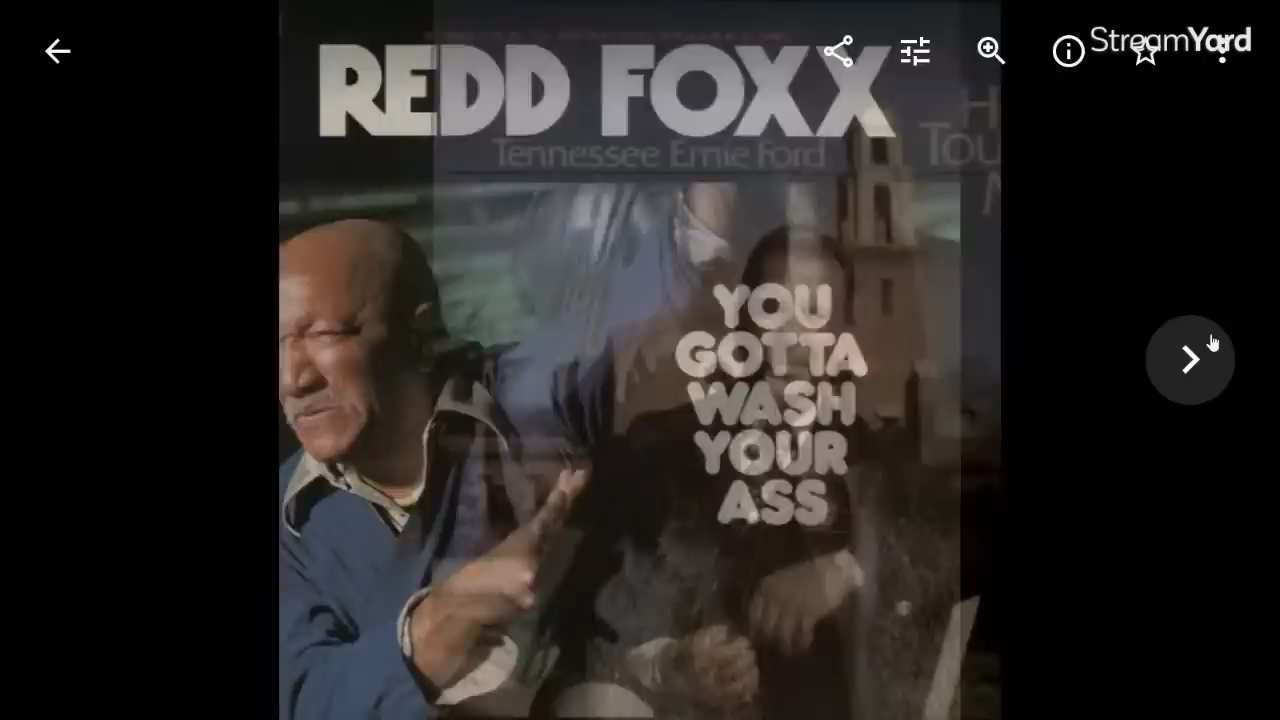 StreamYard
REDD FOXX
Tennessee Ernie Ford
YOU
GOTTA
WASH
YOUR
ASS